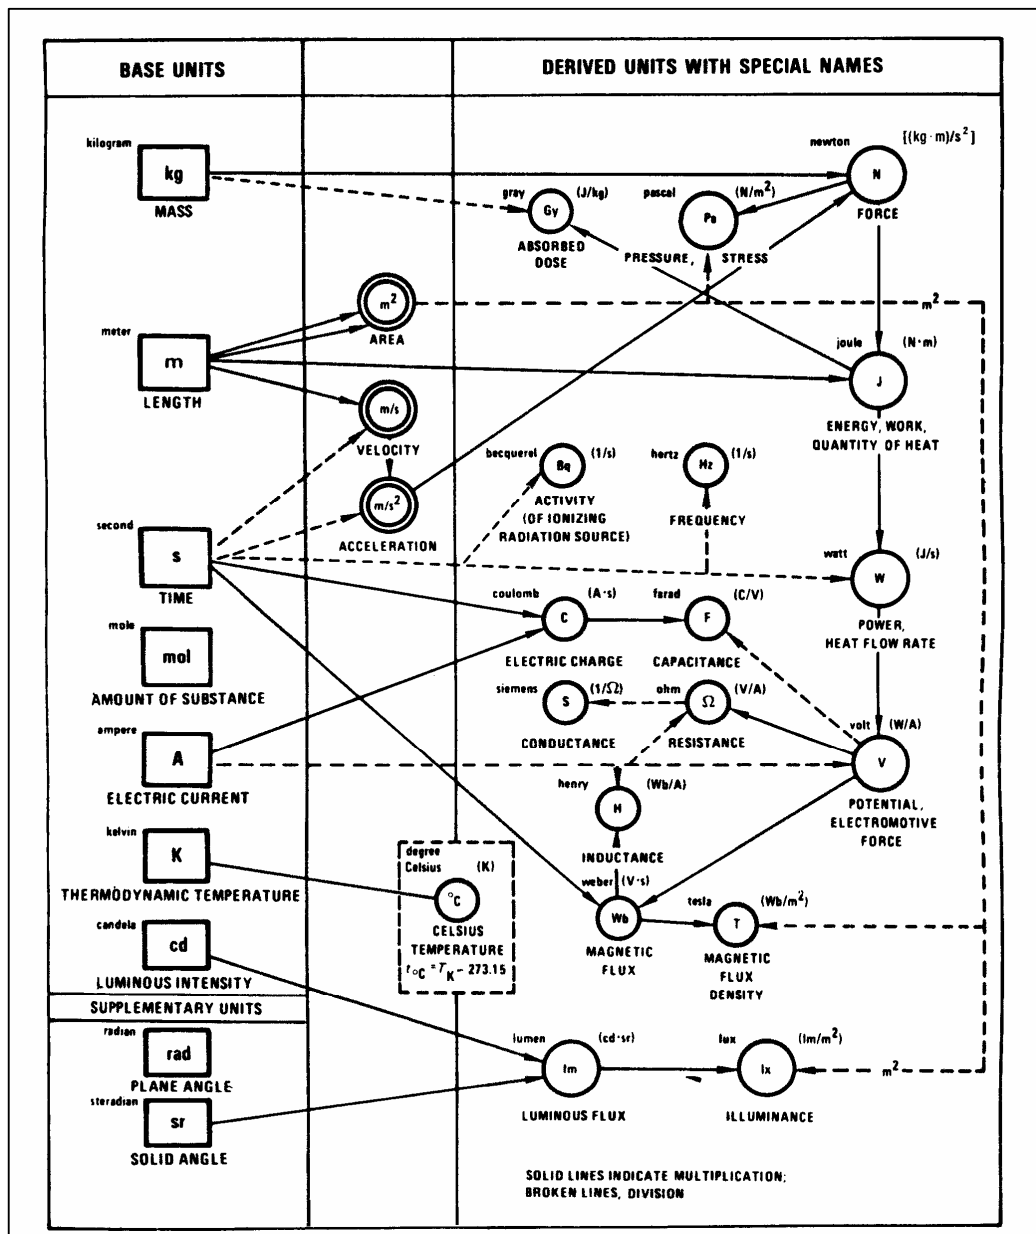 BASE UNITS
DERIVED UNITS WITH SPECIAL NAMES
kilogram
kg
MASS
newton
[(kg·m)/s²]
N
FORCE
gray
(J/kg)
Gy
ABSORBED
DOSE
pascal
(N/m²)
Pa
PRESSURE, STRESS
m²
AREA
m²
meter
m
LENGTH
joule
(N·m)
J
ENERGY, WORK,
QUANTITY OF HEAT
m/s
VELOCITY
m/s²
ACCELERATION
becquerel
(1/s)
Bq
ACTIVITY
(OF IONIZING
RADIATION SOURCE)
hertz
(1/s)
Hz
FREQUENCY
second
s
TIME
watt
(J/s)
W
POWER,
HEAT FLOW RATE
coulomb
(A·s)
C
ELECTRIC CHARGE
farad
(C/V)
F
CAPACITANCE
mole
mol
AMOUNT OF SUBSTANCE
siemens
(1/Ω)
S
CONDUCTANCE
ohm
(V/A)
Ω
RESISTANCE
ampere
A
ELECTRIC CURRENT
volt
(W/A)
V
POTENTIAL,
ELECTROMOTIVE
FORCE
henry
(Wb/A)
H
INDUCTANCE
kelvin
K
THERMODYNAMIC TEMPERATURE
degree
Celsius
(K)
°C
CELSIUS
TEMPERATURE
t°C = TK − 273.15
weber
(V·s)
Wb
MAGNETIC
FLUX
tesla
(Wb/m²)
T
MAGNETIC
FLUX
DENSITY
candela
cd
LUMINOUS INTENSITY
SUPPLEMENTARY UNITS
radian
rad
PLANE ANGLE
steradian
sr
SOLID ANGLE
lumen
(cd·sr)
lm
LUMINOUS FLUX
lux
(lm/m²)
lx
ILLUMINANCE
m²
SOLID LINES INDICATE MULTIPLICATION;
BROKEN LINES, DIVISION